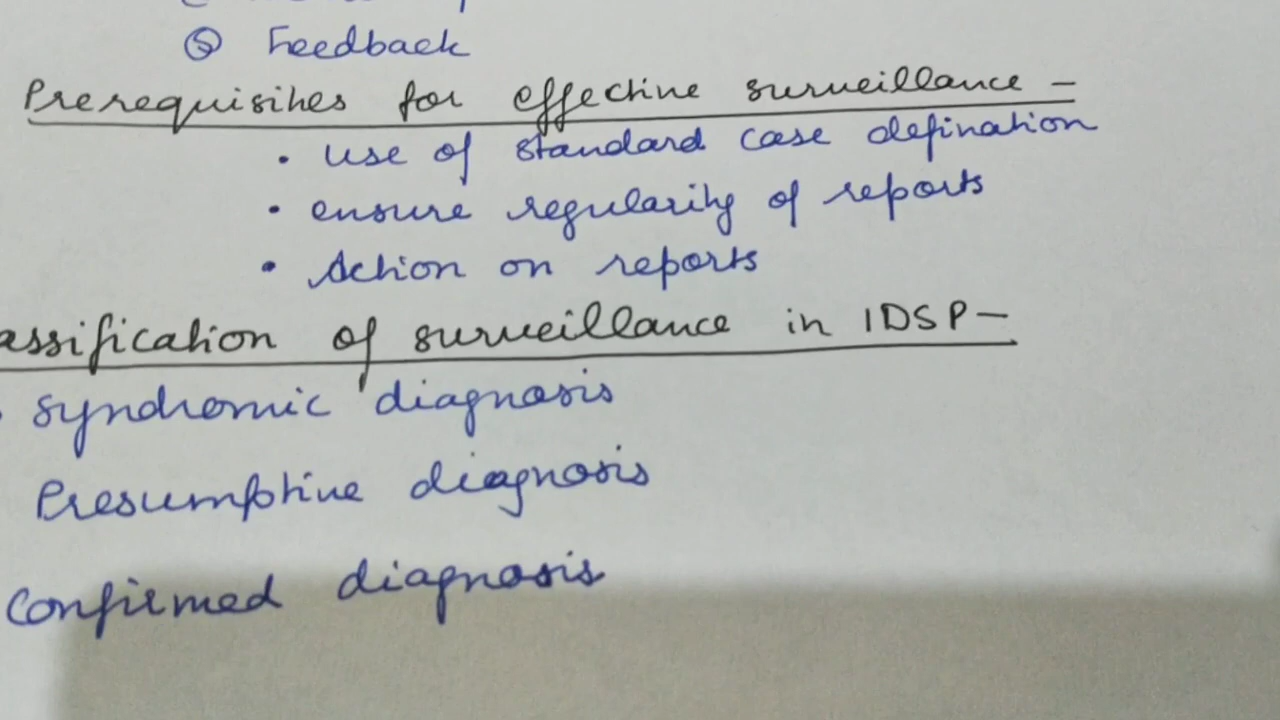 ⑤ Feedback
Prerequisites for effective surveillance -
• use of standard case defination
• ensure regularity of reports
• Action on reports
assification of surveillance in IDSP-
syndromic diagnosis
Presumptive diagnosis
Confirmed diagnosis